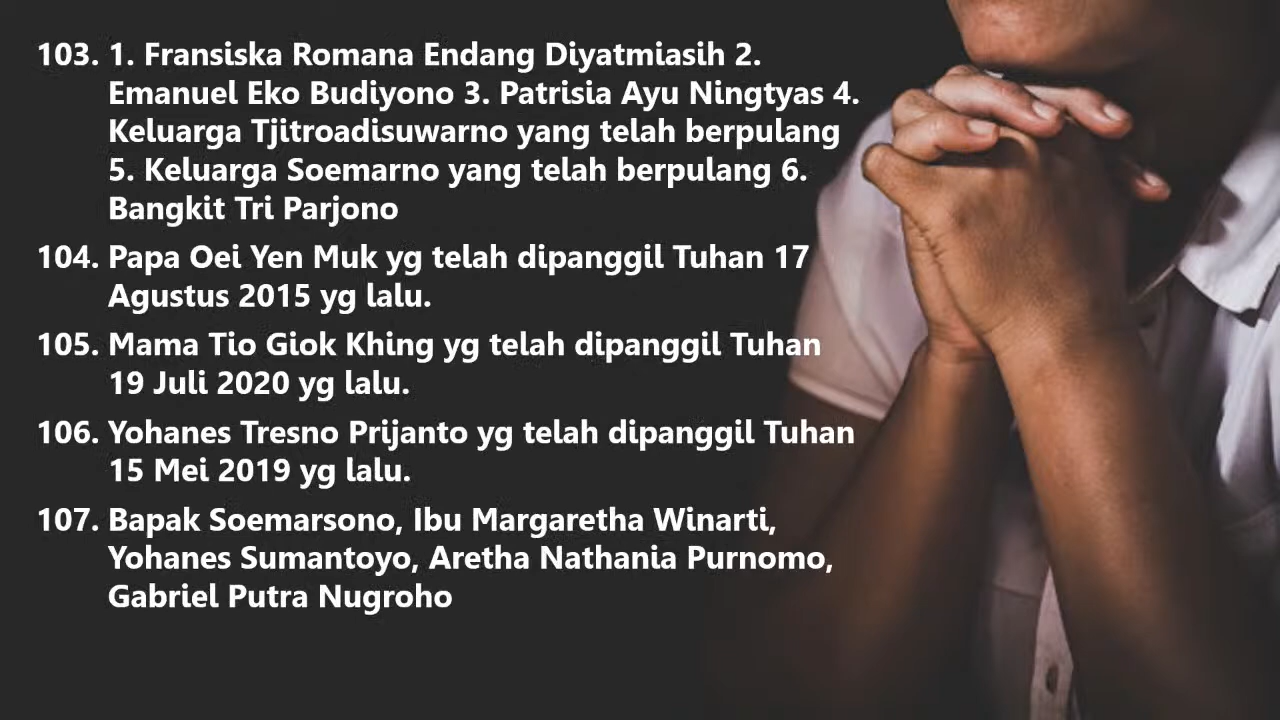 103. 1. Fransiska Romana Endang Diyatmiasih 2.
Emanuel Eko Budiyono 3. Patrisia Ayu Ningtyas 4.
Keluarga Tjitroadisuwarno yang telah berpulang
5. Keluarga Soemarno yang telah berpulang 6.
Bangkit Tri Parjono
104. Papa Oei Yen Muk yg telah dipanggil Tuhan 17
Agustus 2015 yg lalu.
105. Mama Tio Giok Khing yg telah dipanggil Tuhan
19 Juli 2020 yg lalu.
106. Yohanes Tresno Prijanto yg telah dipanggil Tuhan
15 Mei 2019 yg lalu.
107. Bapak Soemarsono, Ibu Margaretha Winarti,
Yohanes Sumantoyo, Aretha Nathania Purnomo,
Gabriel Putra Nugroho